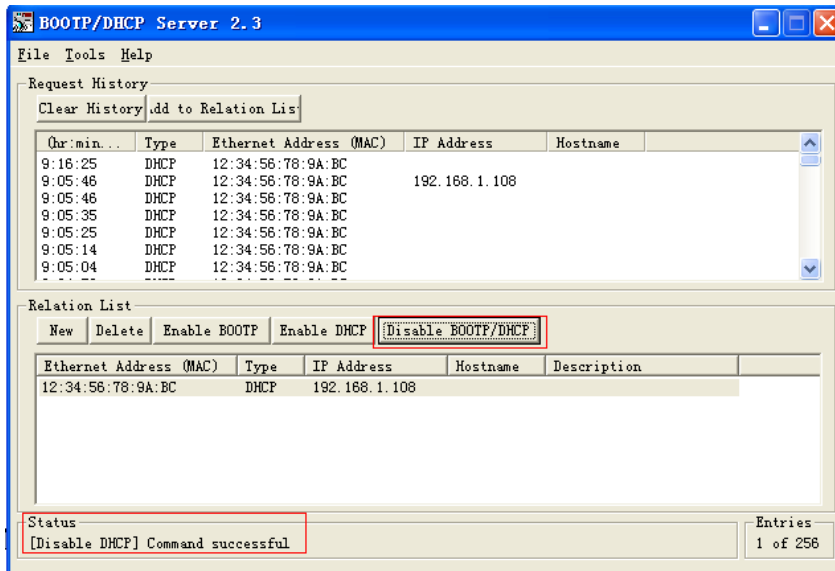 BOOTP/DHCP Server 2.3
File Tools Help
Request History
Clear History dd to Relation Lis
(hr:min... Type Ethernet Address (MAC) IP Address Hostname
9:16:25 DHCP 12:34:56:78:9A:BC
9:05:46 DHCP 12:34:56:78:9A:BC 192.168.1.108
9:05:46 DHCP 12:34:56:78:9A:BC
9:05:35 DHCP 12:34:56:78:9A:BC
9:05:25 DHCP 12:34:56:78:9A:BC
9:05:14 DHCP 12:34:56:78:9A:BC
9:05:04 DHCP 12:34:56:78:9A:BC
Relation List
New Delete Enable BOOTP Enable DHCP Disable BOOTP/DHCP
Ethernet Address (MAC) Type IP Address Hostname Description
12:34:56:78:9A:BC DHCP 192.168.1.108
Status Entries
[Disable DHCP] Command successful 1 of 256